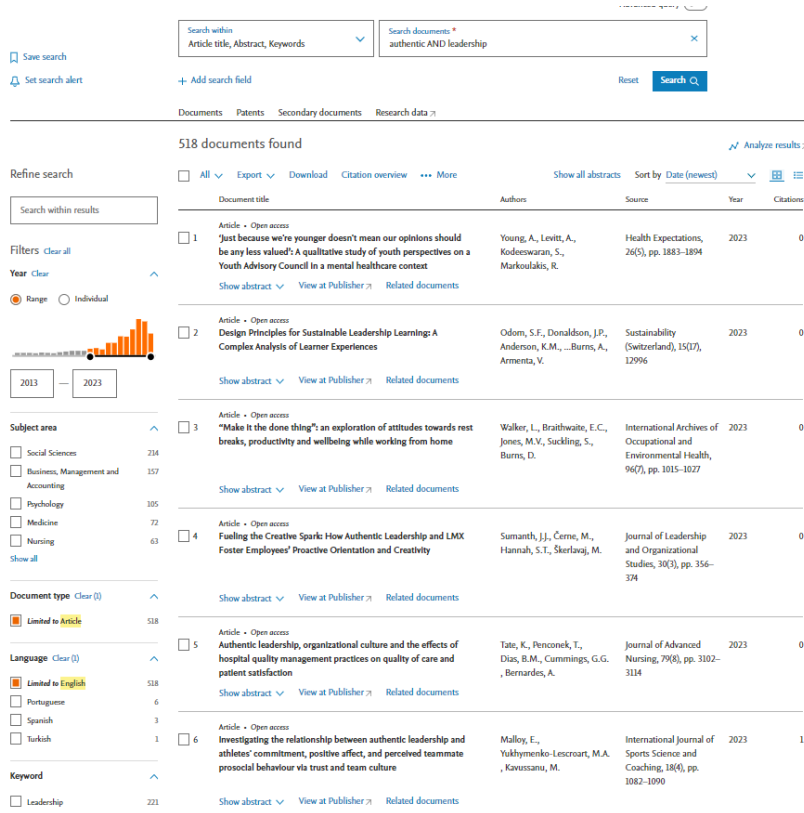 Search within
Article title, Abstract, Keywords
Search documents *
authentic AND leadership
Save search
Set search alert
+ Add search field
Reset
Search
Documents Patents Secondary documents Research data
518 documents found
Analyze results
Refine search
Search within results
Filters Clear all
Year Clear
Range Individual
2013 — 2023
Subject area
Social Sciences 214
Business, Management and
Accounting 157
Psychology 105
Medicine 72
Nursing 63
Show all
Document type Clear (1)
Limited to Article 518
Language Clear (1)
Limited to English 518
Portuguese 6
Spanish 3
Turkish 1
Keyword
Leadership 221
All Export Download Citation overview ••• More
Show all abstracts Sort by Date (newest)
Document title Authors Source Year Citations
Article • Open access
1 'Just because we're younger doesn't mean our opinions should
be any less valued': A qualitative study of youth perspectives on a
Youth Advisory Council in a mental healthcare context
Young, A., Levitt, A.,
Kodeeswaran, S.,
Markoulakis, R.
Health Expectations,
26(5), pp. 1883–1894
2023 0
Show abstract View at Publisher Related documents
Article • Open access
2 Design Principles for Sustainable Leadership Learning: A
Complex Analysis of Learner Experiences
Odom, S.F., Donaldson, J.P.,
Anderson, K.M., ...Burns, A.,
Armenta, V.
Sustainability
(Switzerland), 15(17),
12996
2023 0
Show abstract View at Publisher Related documents
Article • Open access
3 "Make it the done thing": an exploration of attitudes towards rest
breaks, productivity and wellbeing while working from home
Walker, L., Braithwaite, E.C.,
Jones, M.V., Suckling, S.,
Burns, D.
International Archives of
Occupational and
Environmental Health,
96(7), pp. 1015–1027
2023 0
Show abstract View at Publisher Related documents
Article • Open access
4 Fueling the Creative Spark: How Authentic Leadership and LMX
Foster Employees' Proactive Orientation and Creativity
Sumanth, J.J., Černe, M.,
Hannah, S.T., Škerlavaj, M.
Journal of Leadership
and Organizational
Studies, 30(3), pp. 356–
374
2023 0
Show abstract View at Publisher Related documents
Article • Open access
5 Authentic leadership, organizational culture and the effects of
hospital quality management practices on quality of care and
patient satisfaction
Tate, K., Penconek, T.,
Dias, B.M., Cummings, G.G.
, Bernardes, A.
Journal of Advanced
Nursing, 79(8), pp. 3102–
3114
2023 0
Show abstract View at Publisher Related documents
Article • Open access
6 Investigating the relationship between authentic leadership and
athletes' commitment, positive affect, and perceived teammate
prosocial behaviour via trust and team culture
Malloy, E.,
Yukhymenko-Lescroart, M.A.
, Kavussanu, M.
International Journal of
Sports Science and
Coaching, 18(4), pp.
1082–1090
2023 1
Show abstract View at Publisher Related documents